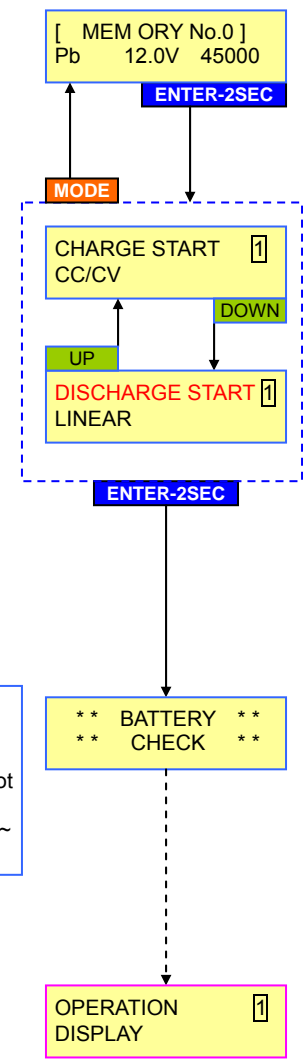 [ MEM ORY No.0 ]
Pb 12.0V 45000
ENTER-2SEC
MODE
CHARGE START 1
CC/CV
DOWN
UP
DISCHARGE START 1
LINEAR
ENTER-2SEC
* * BATTERY * *
* * CHECK * *
ot
~
OPERATION 1
DISPLAY